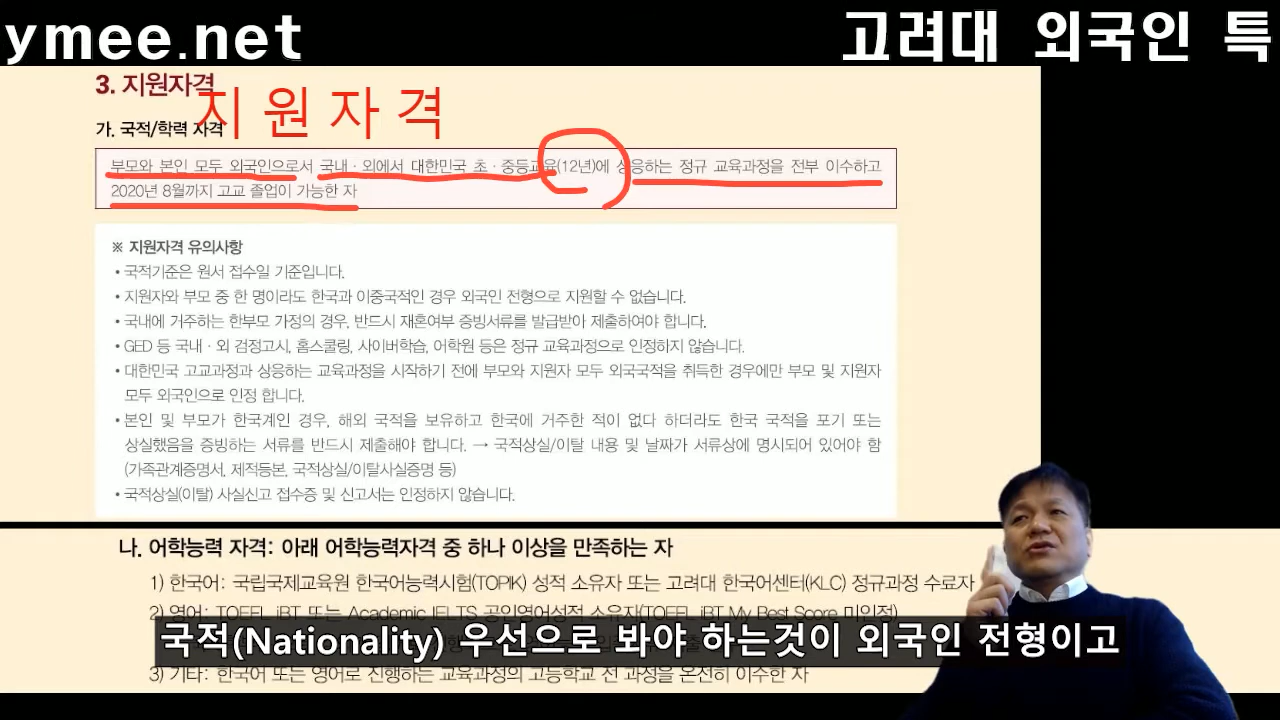 ymee.net
고려대 외국인 특
3. 지원자격
지원자격
가. 국적/학력 자격
부모와 본인 모두 외국인으로서 국내·외에서 대한민국 초·중등교육(12년)에 상응하는 정규 교육과정을 전부 이수하고
2020년 8월까지 고교 졸업이 가능한 자
※ 지원자격 유의사항
• 국적기준은 원서 접수일 기준입니다.
• 지원자와 부모 중 한 명이라도 한국과 이중국적인 경우 외국인 전형으로 지원할 수 없습니다.
• 국내에 거주하는 한부모 가정의 경우, 반드시 재혼여부 증빙서류를 발급받아 제출하여야 합니다.
• GED 등 국내·외 검정고시, 홈스쿨링, 사이버학습, 어학원 등은 정규 교육과정으로 인정하지 않습니다.
• 대한민국 고교과정과 상응하는 교육과정을 시작하기 전에 부모와 지원자 모두 외국국적을 취득한 경우에만 부모 및 지원자
모두 외국인으로 인정 합니다.
• 본인 및 부모가 한국계인 경우, 해외 국적을 보유하고 한국에 거주한 적이 없다 하더라도 한국 국적을 포기 또는
상실했음을 증빙하는 서류를 반드시 제출해야 합니다. → 국적상실/이탈 내용 및 날짜가 서류상에 명시되어 있어야 함
(가족관계증명서, 제적등본, 국적상실/이탈사실증명 등)
• 국적상실(이탈) 사실신고 접수증 및 신고서는 인정하지 않습니다.
나. 어학능력 자격: 아래 어학능력자격 중 하나 이상을 만족하는 자
1) 한국어: 국립국제교육원 한국어능력시험(TOPIK) 성적 소유자 또는 고려대 한국어센터(KLC) 정규과정 수료자
2) 영어: TOEFL iBT 또는 Academic IELTS 공인영어성적 소유자(TOEFL iBT My Best Score 미인정)
국적(Nationality) 우선으로 봐야 하는것이 외국인 전형이고
3) 기타: 한국어 또는 영어로 진행하는 교육과정의 고등학교 전 과정을 온전히 이수한 자